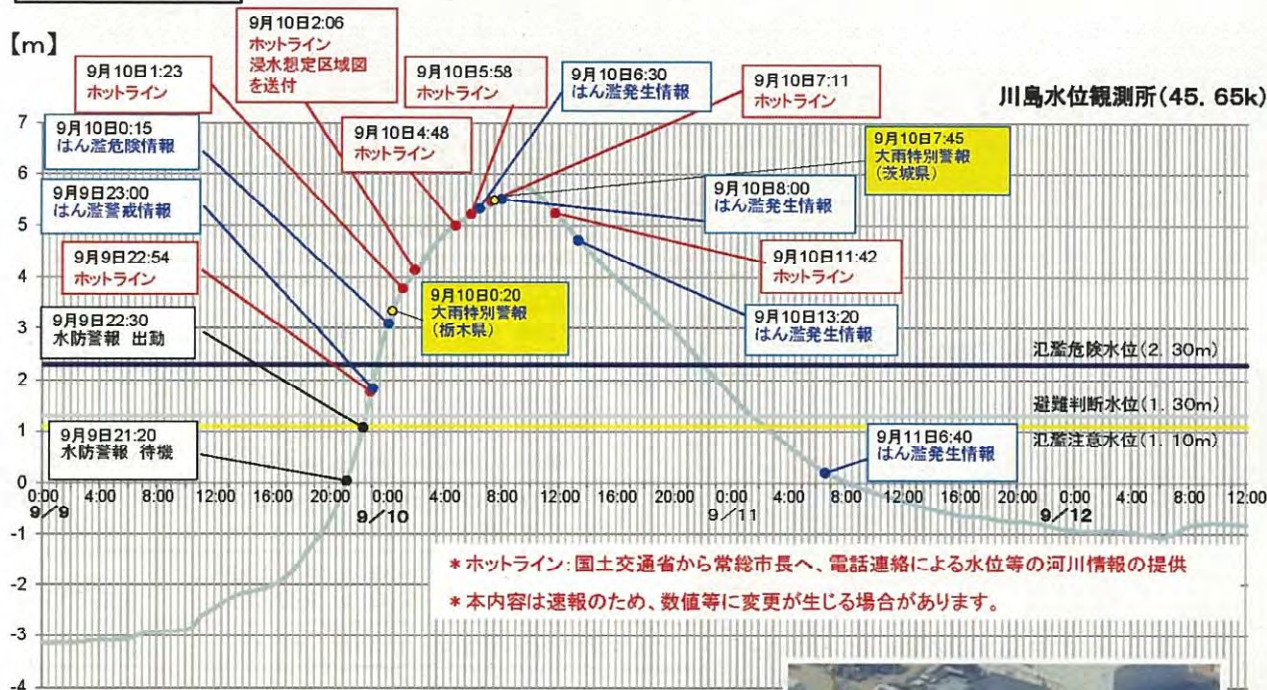 【m】
9月10日2:06
ホットライン
浸水想定区域図
を送付
9月10日1:23
ホットライン
9月10日5:58
ホットライン
9月10日6:30
はん濫発生情報
9月10日7:11
ホットライン
川島水位観測所(45. 65k)
9月10日0:15
はん濫危険情報
9月10日4:48
ホットライン
9月10日7:45
大雨特別警報
(茨城県)
9月9日23:00
はん濫警戒情報
9月10日8:00
はん濫発生情報
9月9日22:54
ホットライン
9月10日11:42
ホットライン
9月10日0:20
大雨特別警報
(栃木県)
9月9日22:30
水防警報 出動
9月10日13:20
はん濫発生情報
氾濫危険水位(2. 30m)
避難判断水位(1. 30m)
氾濫注意水位(1. 10m)
9月9日21:20
水防警報 待機
9月11日6:40
はん濫発生情報
7
6
5
4
3
2
1
0
-1
-2
-3
-4
0:00 4:00 8:00 12:00 16:00 20:00 0:00 4:00 8:00 12:00 16:00 20:00 0:00 4:00 8:00 12:00 16:00 20:00 0:00 4:00 8:00 12:00
9/9 9/10 9/11 9/12
*ホットライン:国土交通省から常総市長へ、電話連絡による水位等の河川情報の提供
*本内容は速報のため、数値等に変更が生じる場合があります。